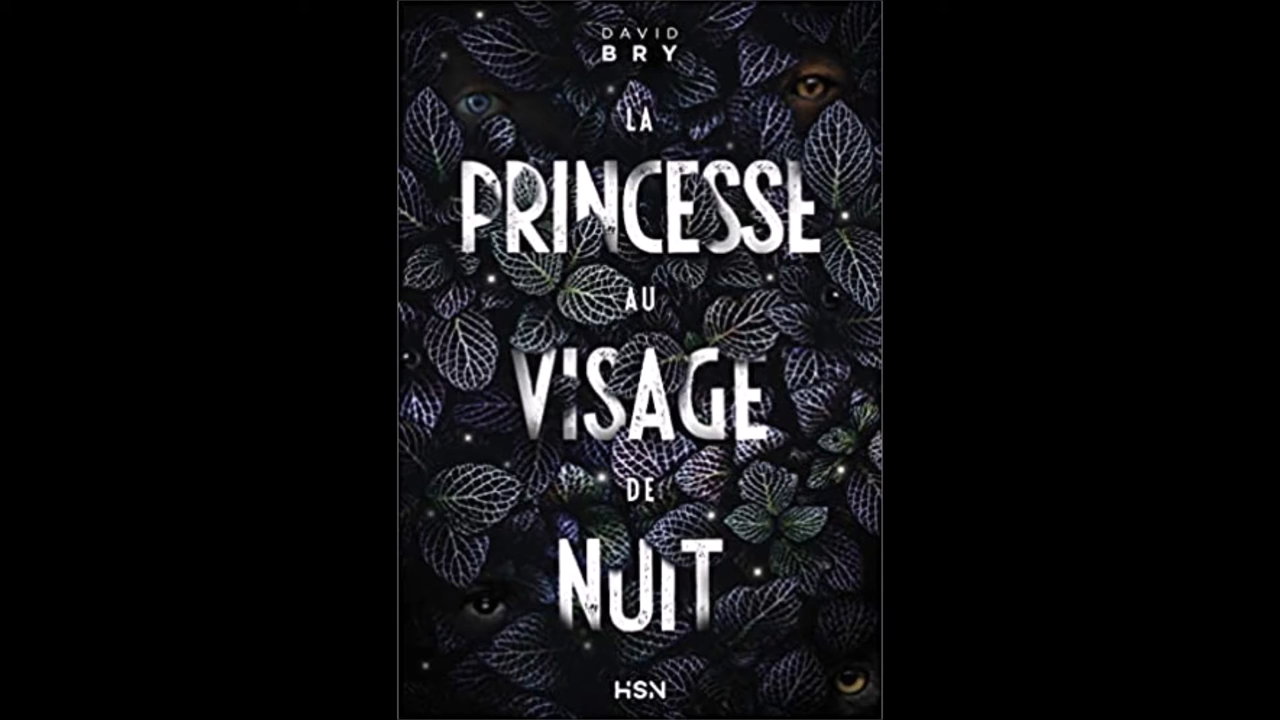 DAVID
BRY
LA
PRINCESSE
AU
VISAGE
DE
NUIT
HSN